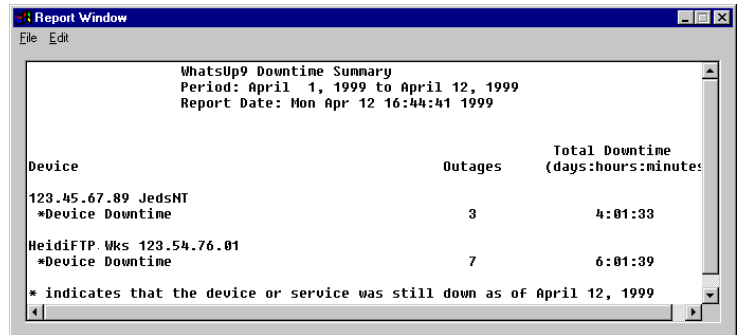 Report Window
File Edit
WhatsUp9 Downtime Summary
Period: April 1, 1999 to April 12, 1999
Report Date: Mon Apr 12 16:44:41 1999
Total Downtime
Device Outages (days:hours:minutes
123.45.67.89 JedsNT
*Device Downtime 3 4:01:33
HeidiFTP Wks 123.54.76.01
*Device Downtime 7 6:01:39
* indicates that the device or service was still down as of April 12, 1999